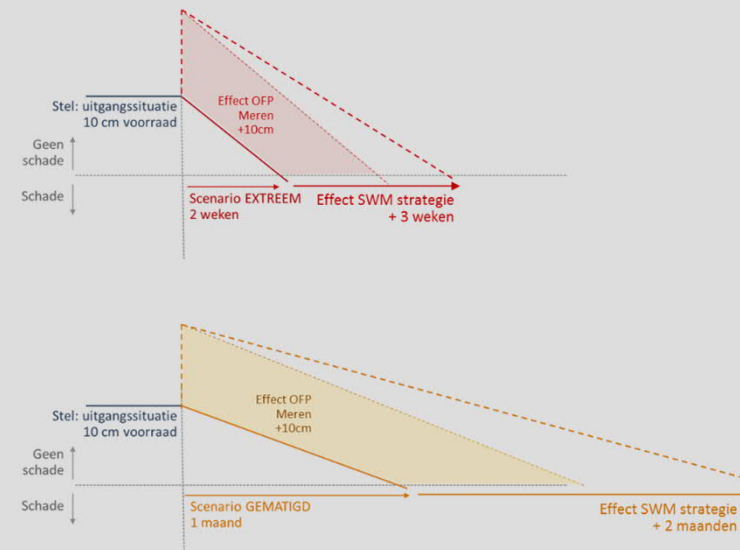 Effect OFP
Meren
+10cm
Stel: uitgangssituatie
10 cm voorraad
Geen
schade
Schade
Scenario EXTREEM
2 weken
Effect SWM strategie
+ 3 weken
Effect OFP
Meren
+10cm
Stel: uitgangssituatie
10 cm voorraad
Geen
schade
Schade
Scenario GEMATIGD
1 maand
Effect SWM strategie
+ 2 maanden